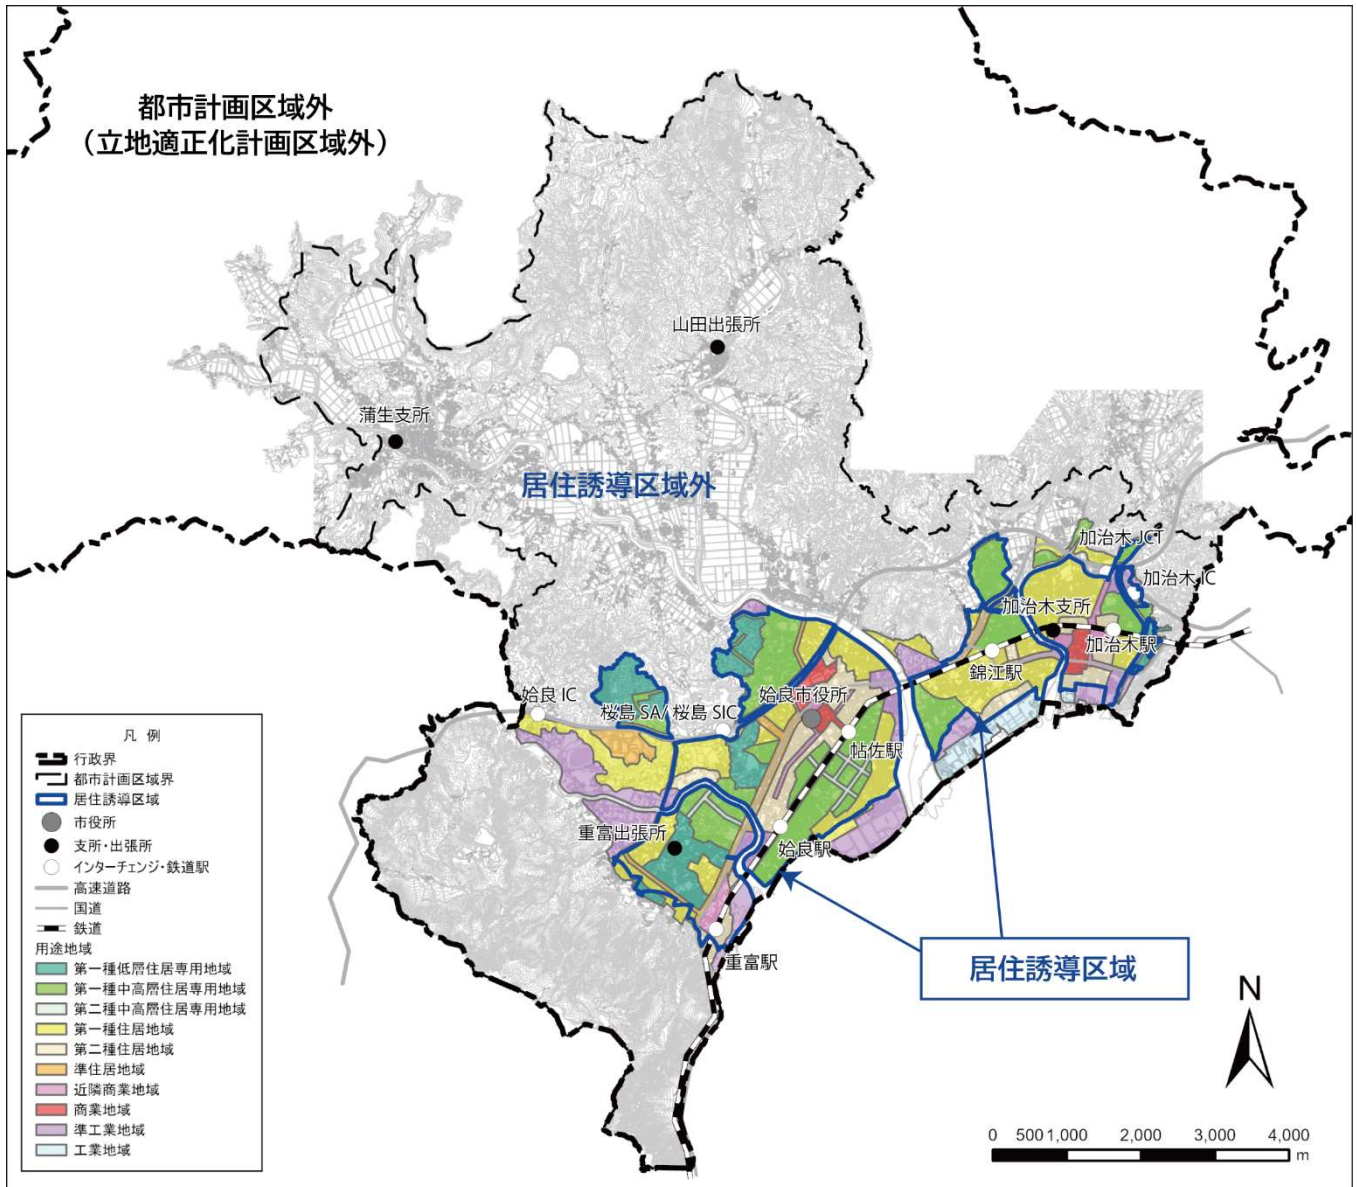 都市計画区域外
（立地適正化計画区域外）
山田出張所
蒲生支所
居住誘導区域外
加治木JCT
加治木IC
加治木支所
加治木駅
錦江駅
姶良IC
桜島SA/桜島SIC
姶良市役所
帖佐駅
重富出張所
姶良駅
重富駅
居住誘導区域
凡 例
行政界
都市計画区域界
居住誘導区域
市役所
支所・出張所
インターチェンジ・鉄道駅
高速道路
国道
鉄道
用途地域
第一種低層住居専用地域
第一種中高層住居専用地域
第二種中高層住居専用地域
第一種住居地域
第二種住居地域
準住居地域
近隣商業地域
商業地域
準工業地域
工業地域
N
0 500 1,000 2,000 3,000 4,000
m